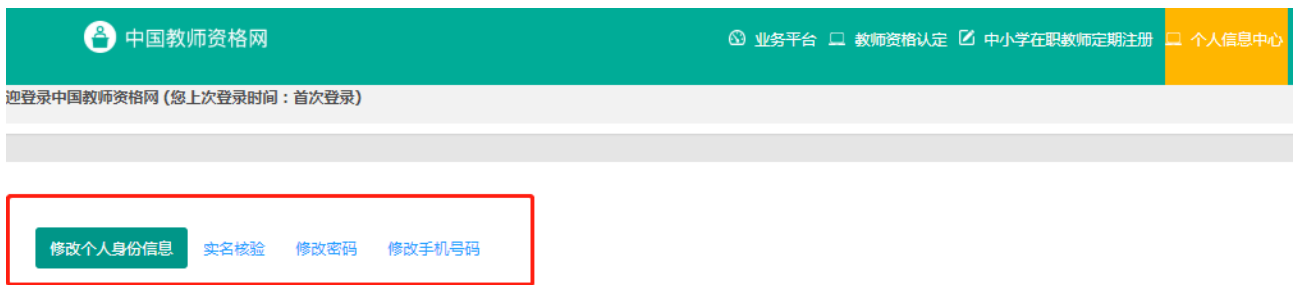 中国教师资格网 业务平台 教师资格认定 中小学在职教师定期注册 个人信息中心
迎登录中国教师资格网 (您上次登录时间：首次登录)
修改个人身份信息 实名核验 修改密码 修改手机号码